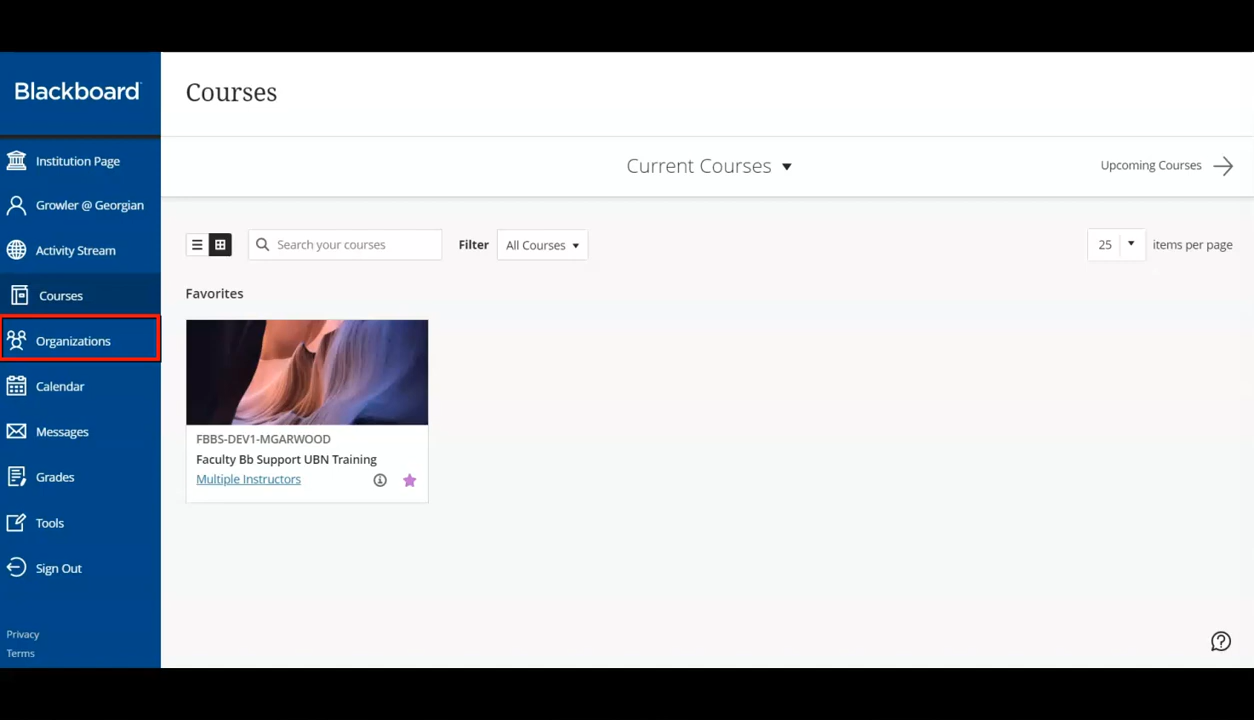 Blackboard
Institution Page
Growler @ Georgian
Activity Stream
Courses
Organizations
Calendar
Messages
Grades
Tools
Sign Out
Privacy
Terms
Courses
Current Courses
Upcoming Courses
Search your courses
Filter
All Courses
25
items per page
Favorites
FBBS-DEV1-MGARWOOD
Faculty Bb Support UBN Training
Multiple Instructors